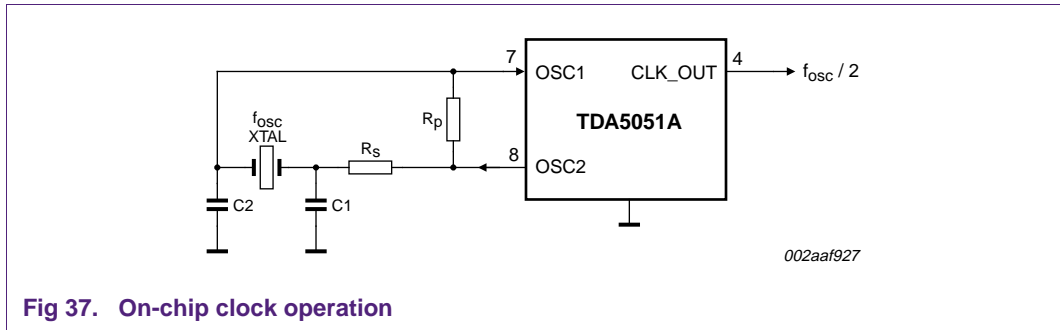 7
OSC1
CLK_OUT
4
fosc / 2
fosc
XTAL
Rp
TDA5051A
Rs
8
OSC2
C2
C1
002aaf927
Fig 37. On-chip clock operation